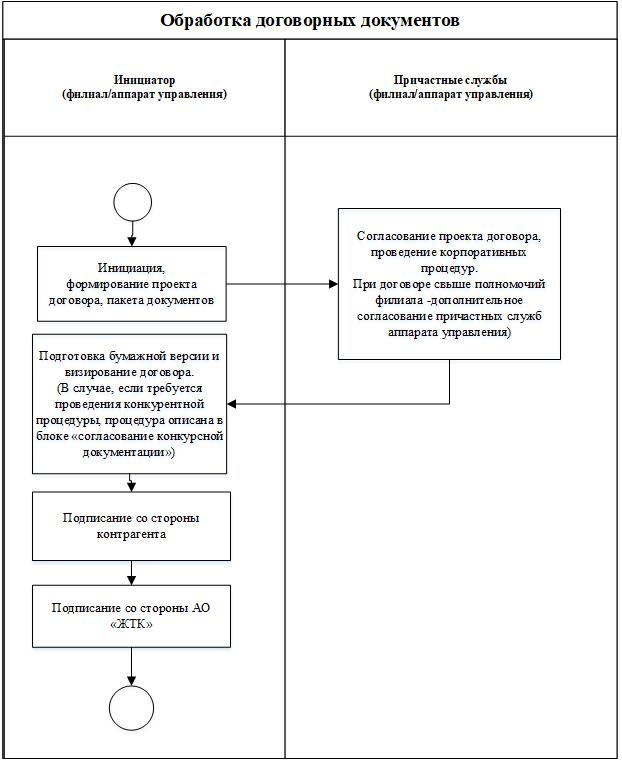 Обработка договорных документов
Инициатор
(филиал/аппарат управления)
Причастные службы
(филиал/аппарат управления)
Инициация,
формирование проекта
договора, пакета документов
Согласование проекта договора,
проведение корпоративных
процедур.
При договоре свыше полномочий
филиала -дополнительное
согласование причастных служб
аппарата управления)
Подготовка бумажной версии и
визирование договора.
(В случае, если требуется
проведения конкурентной
процедуры, процедура описана в
блоке «согласование конкурсной
документации»)
Подписание со стороны
контрагента
Подписание со стороны АО
«ЖТК»